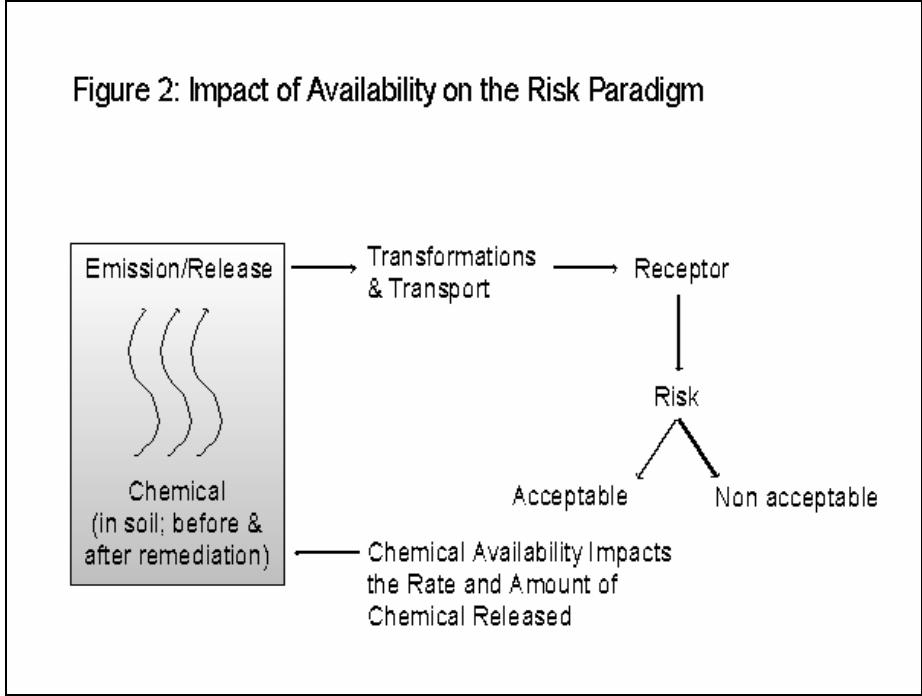 Figure 2: Impact of Availability on the Risk Paradigm
Emission/Release
Transformations
& Transport
Receptor
Risk
Acceptable
Non acceptable
Chemical
(in soil; before &
after remediation)
Chemical Availability Impacts
the Rate and Amount of
Chemical Released